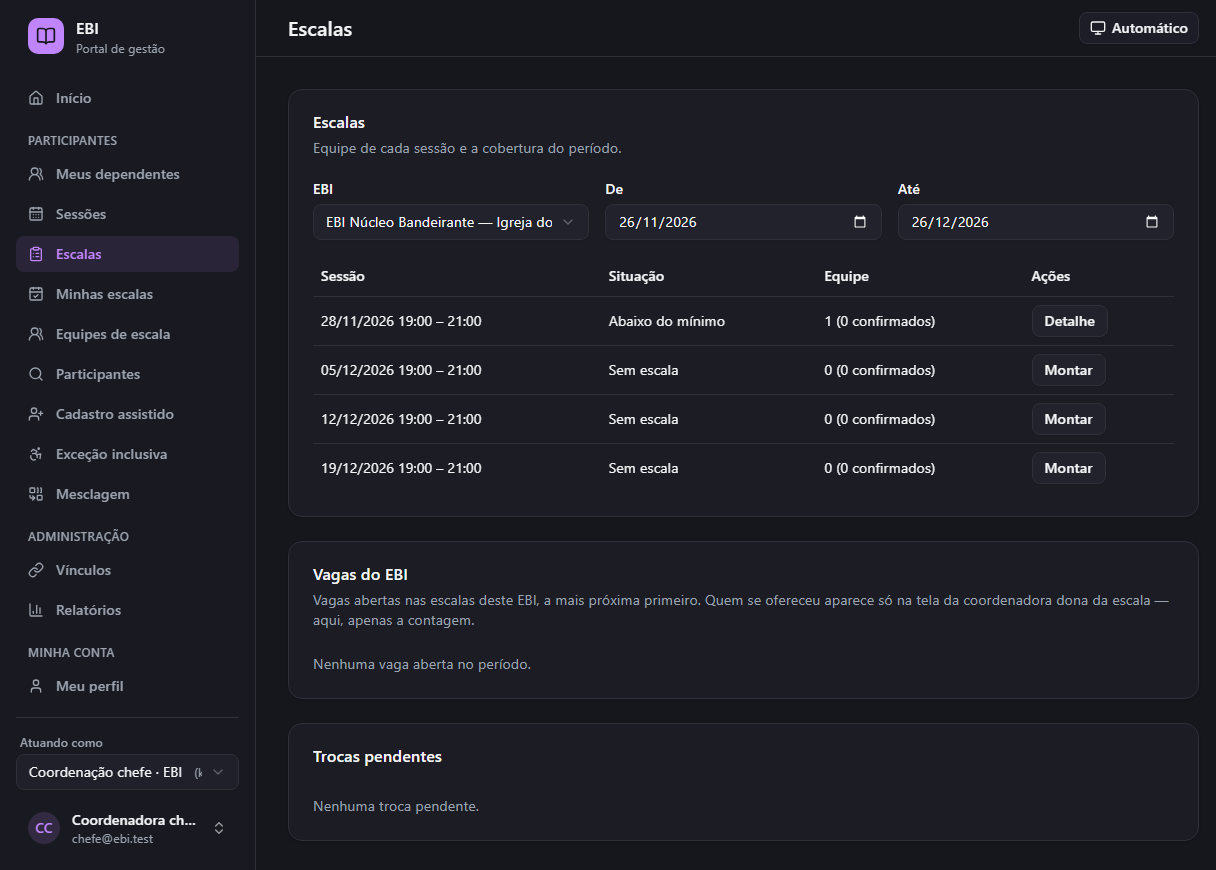 EBI
Portal de gestão
Início
PARTICIPANTES
Meus dependentes
Sessões
Escalas
Minhas escalas
Equipes de escala
Participantes
Cadastro assistido
Exceção inclusiva
Mesclagem
ADMINISTRAÇÃO
Vínculos
Relatórios
MINHA CONTA
Meu perfil
Atuando como
Coordenação chefe · EBI
CC
Coordenadora ch...
chefe@ebi.test
Escalas
Automático
Escalas
Equipe de cada sessão e a cobertura do período.
EBI De Até
EBI Núcleo Bandeirante — Igreja do 26/11/2026 26/12/2026
Sessão Situação Equipe Ações
28/11/2026 19:00 – 21:00 Abaixo do mínimo 1 (0 confirmados) Detalhe
05/12/2026 19:00 – 21:00 Sem escala 0 (0 confirmados) Montar
12/12/2026 19:00 – 21:00 Sem escala 0 (0 confirmados) Montar
19/12/2026 19:00 – 21:00 Sem escala 0 (0 confirmados) Montar
Vagas do EBI
Vagas abertas nas escalas deste EBI, a mais próxima primeiro. Quem se ofereceu aparece só na tela da coordenadora dona da escala —
aqui, apenas a contagem.
Nenhuma vaga aberta no período.
Trocas pendentes
Nenhuma troca pendente.